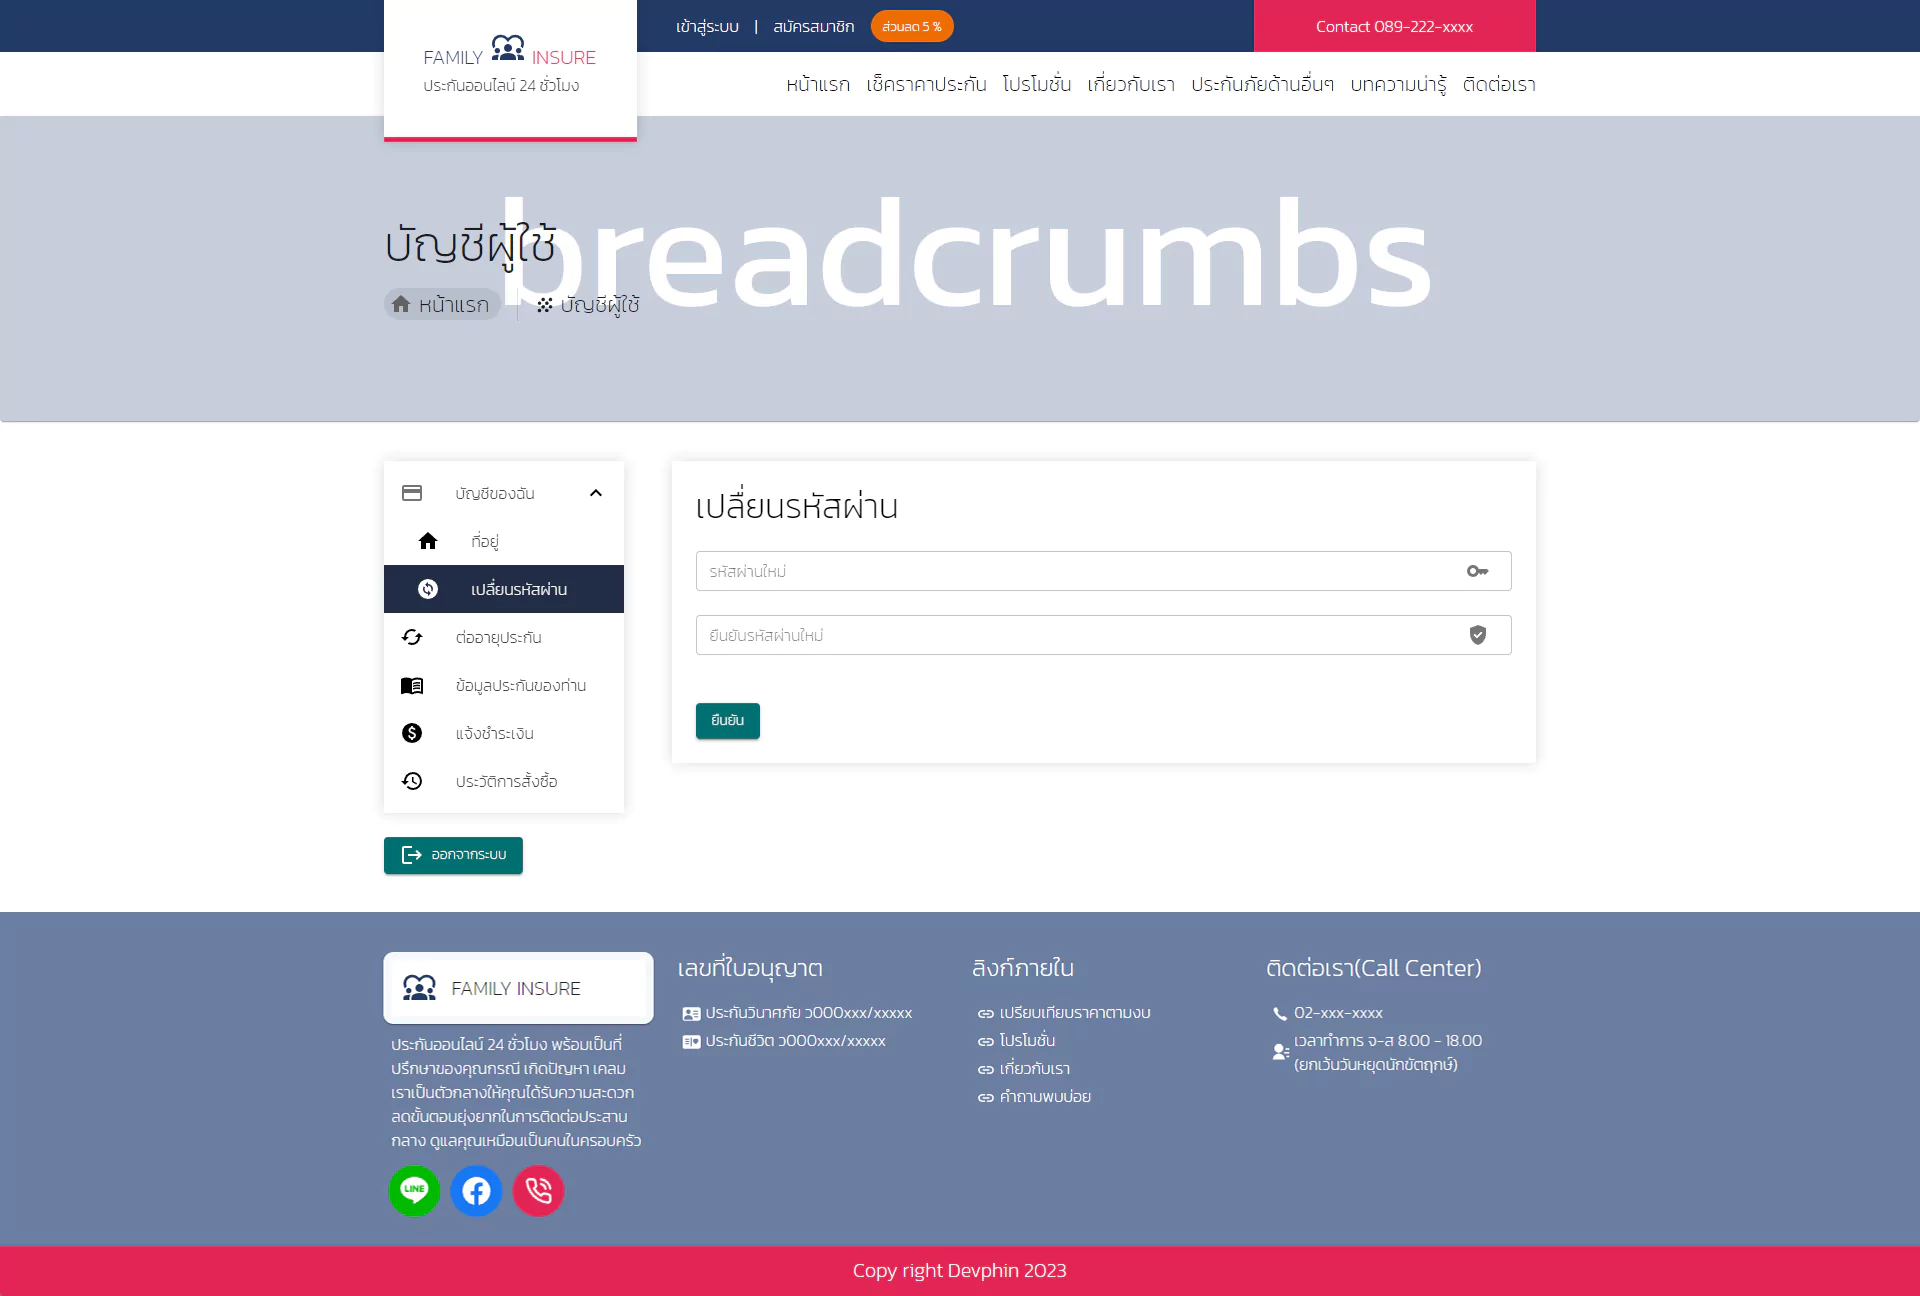 เข้าสู่ระบบ | สมัครสมาชิก ส่วนลด 5 % Contact 089-222-xxxx
FAMILY INSURE
ประกันออนไลน์ 24 ชั่วโมง
หน้าแรก เช็คราคาประกัน โปรโมชั่น เกี่ยวกับเรา ประกันภัยด้านอื่นๆ บทความน่ารู้ ติดต่อเรา
breadcrumbs
บัญชีผู้ใช้
หน้าแรก บัญชีผู้ใช้
บัญชีของฉัน
ที่อยู่
เปลี่ยนรหัสผ่าน
ต่ออายุประกัน
ข้อมูลประกันของท่าน
แจ้งชำระเงิน
ประวัติการสั้งซื้อ
ออกจากระบบ
เปลี่ยนรหัสผ่าน
รหัสผ่านใหม่
ยืนยันรหัสผ่านใหม่
ยืนยัน
FAMILY INSURE
ประกันออนไลน์ 24 ชั่วโมง พร้อมเป็นที่
ปรึกษาของคุณกรณี เกิดปัญหา เคลม
เราเป็นตัวกลางให้คุณได้รับความสะดวก
ลดขั้นตอนยุ่งยากในการติดต่อประสาน
กลาง ดูแลคุณเหมือนเป็นคนในครอบครัว
LINE
เลขที่ใบอนุญาต
ประกันวินาศภัย ว000xxx/xxxxx
ประกันชีวิต ว000xxx/xxxxx
ลิงก์ภายใน
เปรียบเทียบราคาตามงบ
โปรโมชั่น
เกี่ยวกับเรา
คำถามพบบ่อย
ติดต่อเรา(Call Center)
02-xxx-xxxx
เวลาทำการ จ-ส 8.00 - 18.00
(ยกเว้นวันหยุดนักขัตฤกษ์)
Copy right Devphin 2023